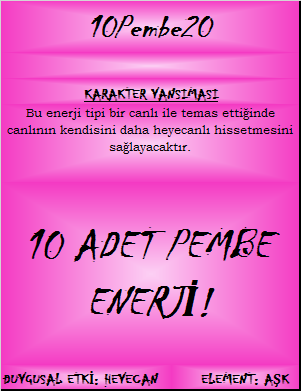 10Pembe20
KARAKTER YANSIMASI
Bu enerji tipi bir canlı ile temas ettiğinde
canlının kendisini daha heyecanlı hissetmesini
sağlayacaktır.
10 ADET PEMBE
ENERJİ!
DUYGUSAL ETKİ: HEYECAN ELEMENT: AŞK